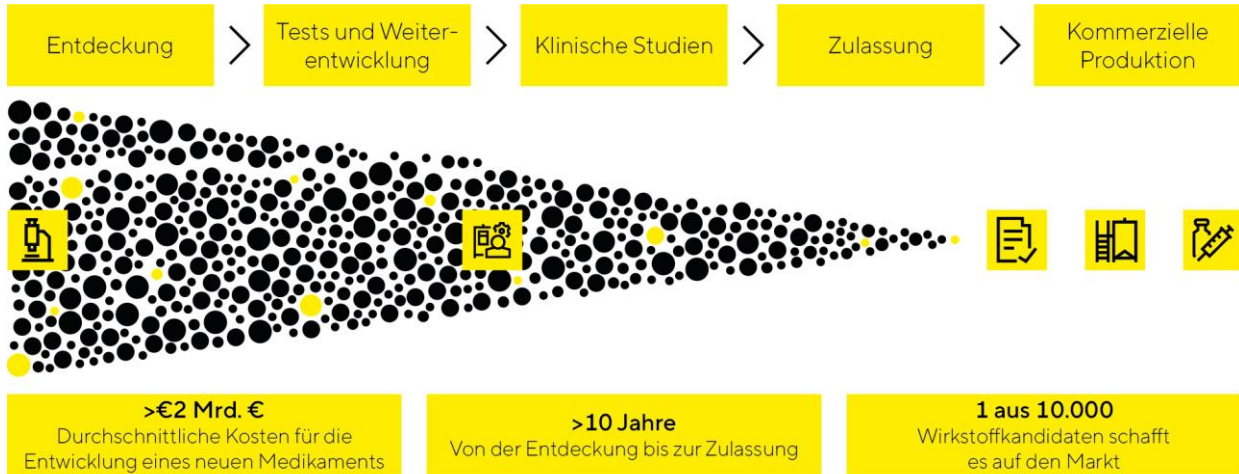 Entdeckung
Tests und Weiter-
entwicklung
Klinische Studien
Zulassung
Kommerzielle
Produktion
>€2 Mrd. €
Durchschnittliche Kosten für die
Entwicklung eines neuen Medikaments
>10 Jahre
Von der Entdeckung bis zur Zulassung
1 aus 10.000
Wirkstoffkandidaten schafft
es auf den Markt